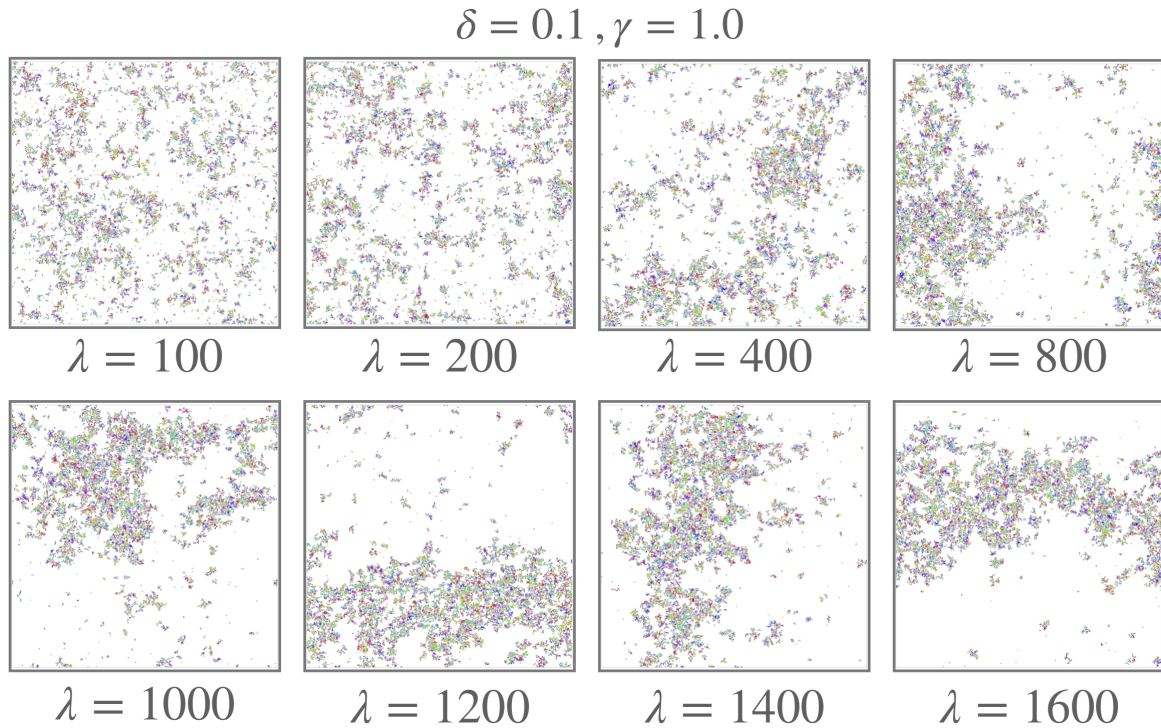 δ = 0.1 , γ = 1.0
λ = 100 λ = 200 λ = 400 λ = 800
λ = 1000 λ = 1200 λ = 1400 λ = 1600